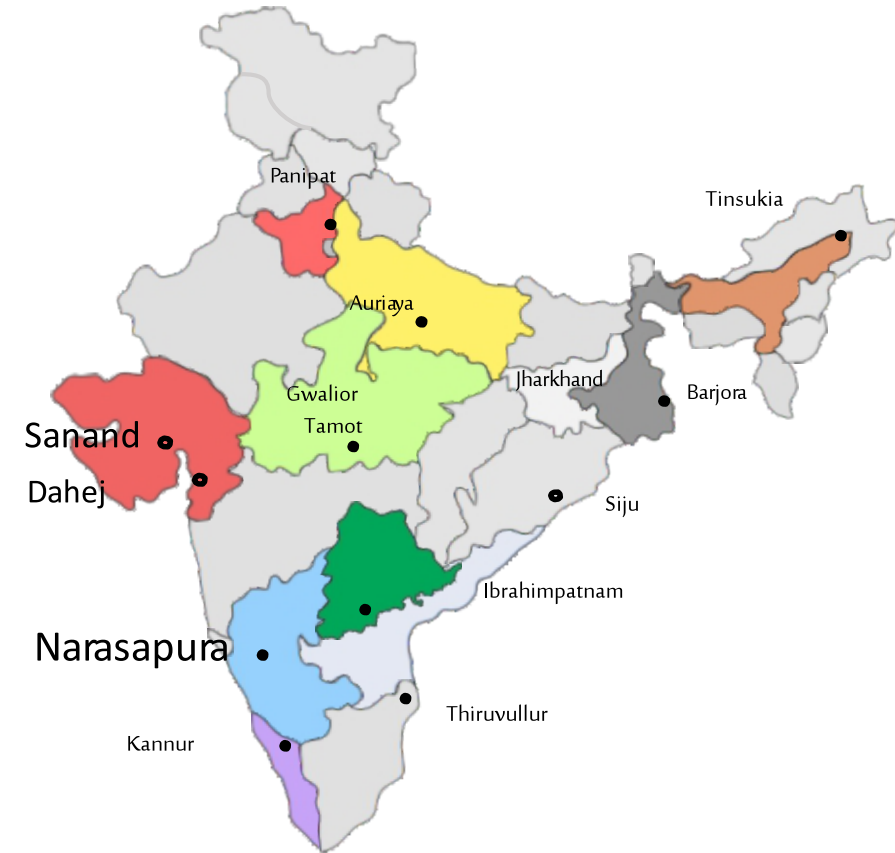 Panipat
Tinsukia
Auriaya
Jharkhand
Gwalior
Barjora
Tamot
Sanand
Dahej
Siju
Ibrahimpatnam
Narasapura
Thiruvullur
Kannur